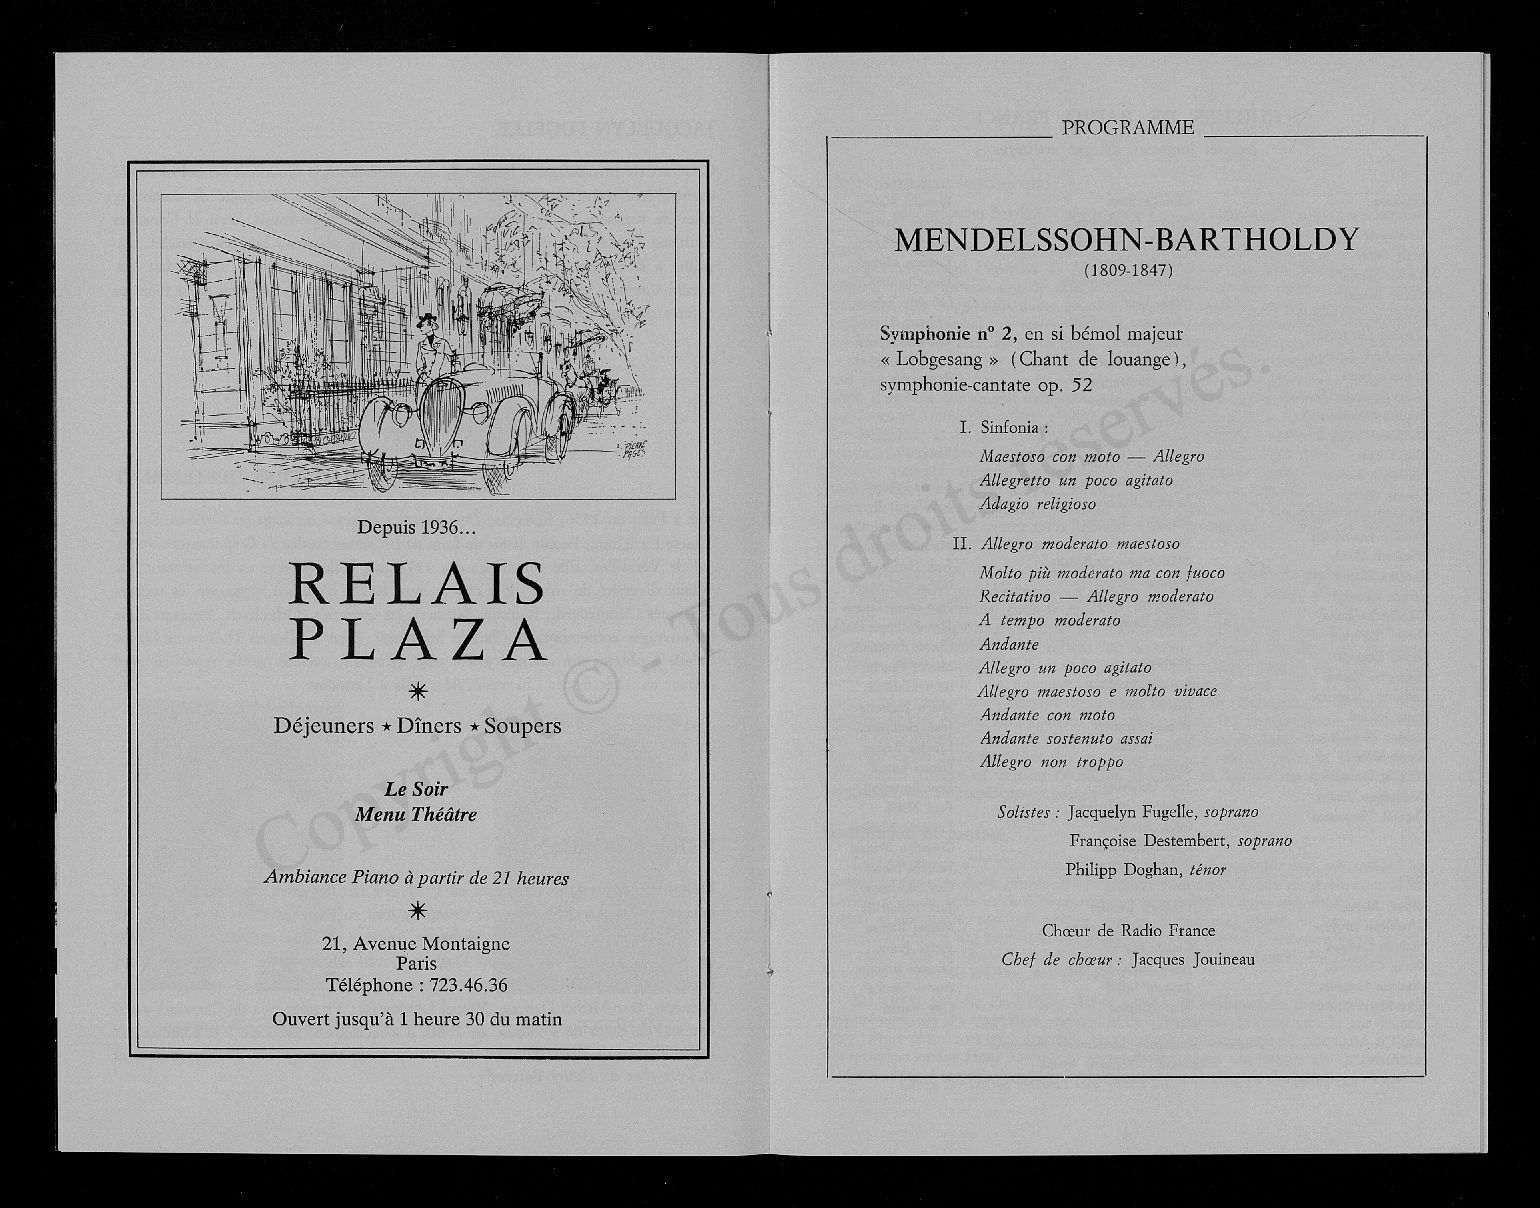 PIERRE
PAGÈS
Depuis 1936...
RELAIS
PLAZA
Déjeuners ⋆ Dîners ⋆ Soupers
Le Soir
Menu Théâtre
Ambiance Piano à partir de 21 heures
21, Avenue Montaigne
Paris
Téléphone : 723.46.36
Ouvert jusqu'à 1 heure 30 du matin
PROGRAMME
MENDELSSOHN-BARTHOLDY
(1809-1847)
Symphonie n° 2, en si bémol majeur
« Lobgesang » (Chant de louange),
symphonie-cantate op. 52
I. Sinfonia :
Maestoso con moto — Allegro
Allegretto un poco agitato
Adagio religioso
II. Allegro moderato maestoso
Molto più moderato ma con fuoco
Recitativo — Allegro moderato
A tempo moderato
Andante
Allegro un poco agitato
Allegro maestoso e molto vivace
Andante con moto
Andante sostenuto assai
Allegro non troppo
Solistes : Jacquelyn Fugelle, soprano
Françoise Destembert, soprano
Philipp Doghan, ténor
Chœur de Radio France
Chef de chœur : Jacques Jouineau
Copyright © - Tous droits réservés.